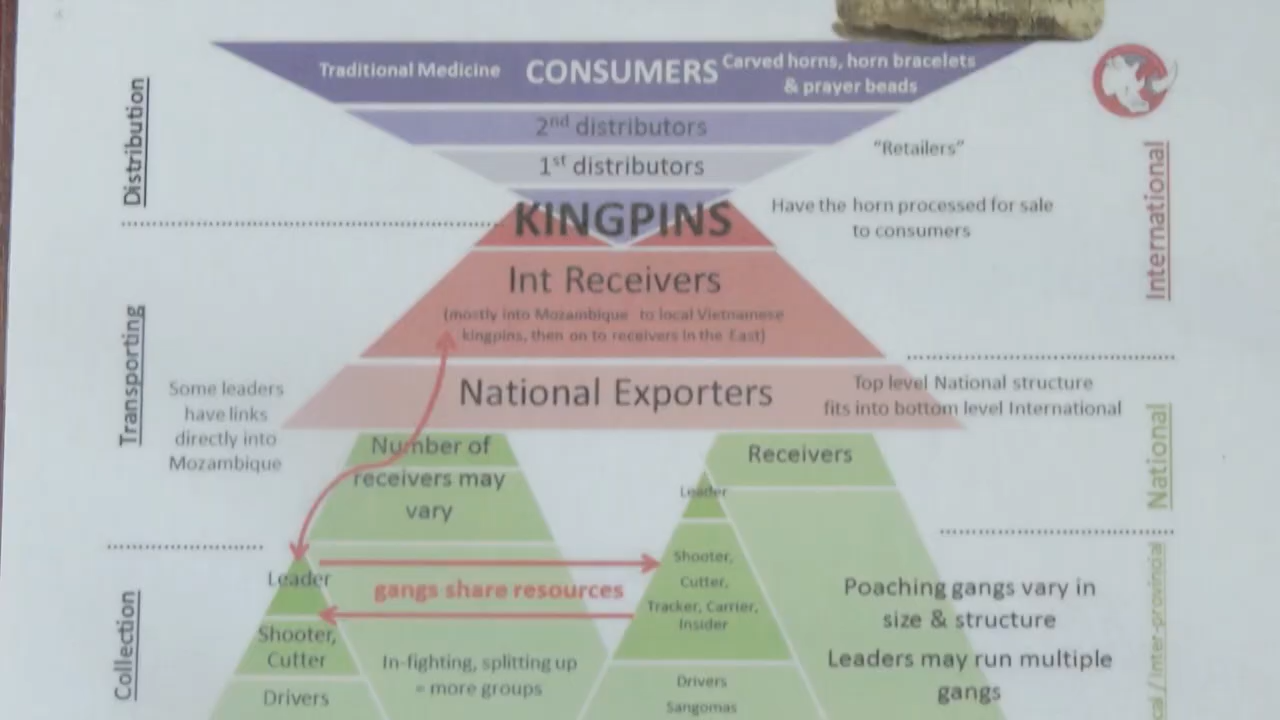 Traditional Medicine
CONSUMERS
Carved horns, horn bracelets
& prayer beads
2nd distributors
1st distributors
"Retailers"
KINGPINS
Have the horn processed for sale
to consumers
Int Receivers
(mostly into Mozambique to local Vietnamese
kingpins, then on to receivers in the East)
National Exporters
Top level National structure
fits into bottom level International
Some leaders
have links
directly into
Mozambique
Number of
receivers may
vary
Receivers
Leader
Shooter,
Cutter,
Tracker, Carrier,
Insider
Drivers
Sangomas
Leader
Shooter,
Cutter
Drivers
gangs share resources
In-fighting, splitting up
= more groups
Poaching gangs vary in
size & structure
Leaders may run multiple
gangs
Distribution
Transporting
Collection
International
National
cal / Inter-provincial